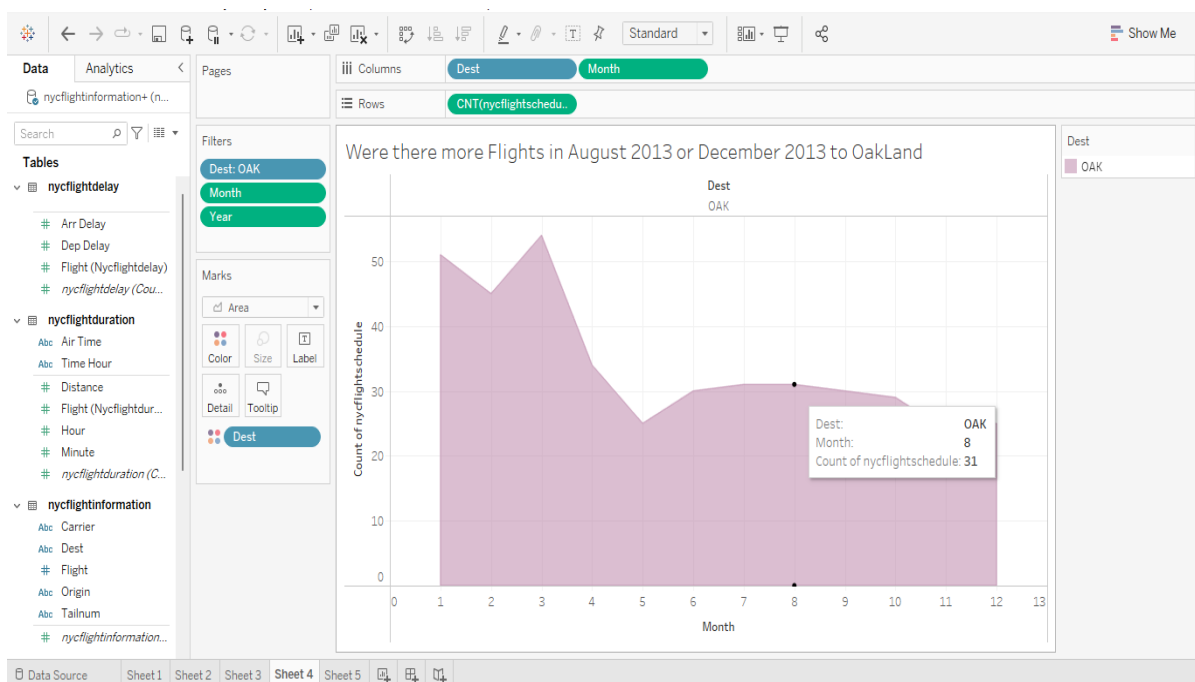 Standard
Show Me
Data
Analytics
Pages
Columns
Dest
Month
nycflightinformation+ (n...
Rows
CNT(nycflightschedu..
Search
Tables
nycflightdelay
Arr Delay
Dep Delay
Flight (Nycflightdelay)
nycflightdelay (Cou...
nycflightduration
Air Time
Abc
Time Hour
Abc
Distance
Flight (Nycflightdur...
Hour
Minute
nycflightduration (C...
nycflightinformation
Abc Carrier
Abc Dest
Flight
Abc Origin
Abc Tailnum
nycflightinformation...
Filters
Dest: OAK
Month
Year
Marks
Area
Color
Size
Label
Detail
Tooltip
Dest
Were there more Flights in August 2013 or December 2013 to OakLand
Dest
OAK
50
40
30
20
10
0
Count of nycflightschedule
Dest: OAK
Month: 8
Count of nycflightschedule: 31
0 1 2 3 4 5 6 7 8 9 10 11 12 13
Month
Dest
OAK
Data Source
Sheet 1
Sheet 2
Sheet 3
Sheet 4
Sheet 5